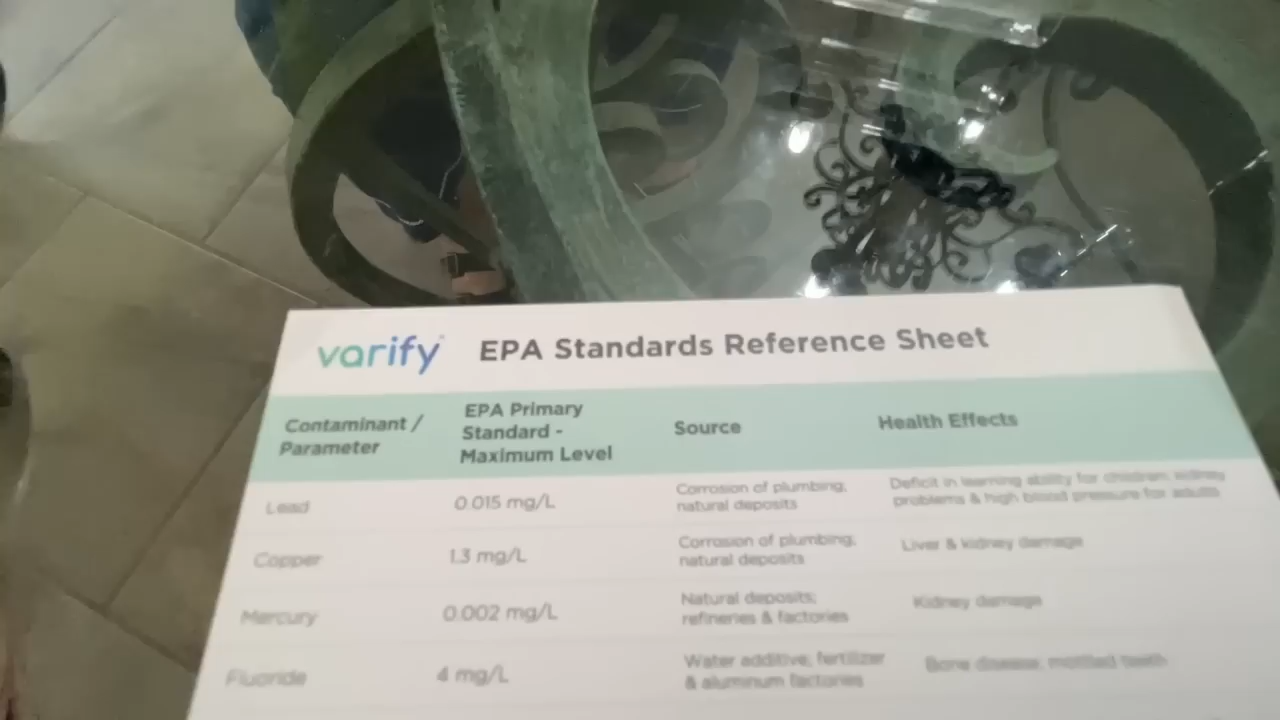 varify
EPA Standards Reference Sheet
Contaminant /
Parameter
EPA Primary
Standard -
Maximum Level
Source
Health Effects
Lead
0.015 mg/L
Corrosion of plumbing,
natural deposits
Deficit in learning ability for children; kidney
problems & high blood pressure for adults
Copper
1.3 mg/L
Corrosion of plumbing,
natural deposits
Liver & kidney damage
Mercury
0.002 mg/L
Natural deposits;
refineries & factories
Kidney damage
Fluoride
4 mg/L
Water additive; fertilizer
& aluminum factories
Bone disease; mottled teeth